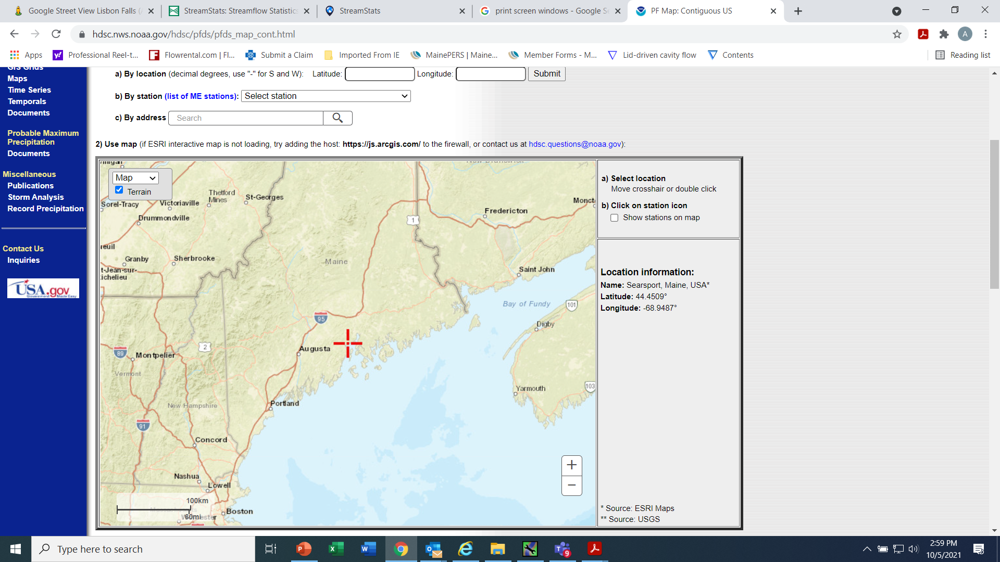 Google Street View Lisbon Falls (
StreamStats: Streamflow Statistics
StreamStats
print screen windows - Google Se
PF Map: Contiguous US
hdsc.nws.noaa.gov/hdsc/pfds/pfds_map_cont.html
A
Apps
Professional Reel-t...
Flowrental.com | Fl...
Submit a Claim
Imported From IE
MainePERS | Maine...
Member Forms - M...
Lid-driven cavity flow
Contents
Reading list
GIS Grids
Maps
Time Series
Temporals
Documents
Probable Maximum
Precipitation
Documents
Miscellaneous
Publications
Storm Analysis
Record Precipitation
Contact Us
Inquiries
USA.gov
Government Made Easy
a) By location (decimal degrees, use "-" for S and W): Latitude: Longitude: Submit
b) By station (list of ME stations): Select station
c) By address Search
2) Use map (if ESRI interactive map is not loading, try adding the host: https://js.arcgis.com/ to the firewall, or contact us at hdsc.questions@noaa.gov):
Map
Terrain
New Brunswick
Sorel-Tracy
Victoriaville
Thetford
Mines
St-Georges
Drummondville
Monct
Fredericton
1
reuil
Granby
Sherbrooke
t-Jean-sur-
ichelieu
Maine
Saint John
Bay of Fundy
101
95
Digby
2
Augusta
89
Montpelier
Vermont
Yarmouth
103
New Hampshire
Portland
91
Concord
Nashua
Lowell
100km
60mi
Boston
+
−
a) Select location
Move crosshair or double click
b) Click on station icon
Show stations on map
Location information:
Name: Searsport, Maine, USA*
Latitude: 44.4509°
Longitude: -68.9487°
* Source: ESRI Maps
** Source: USGS
Type here to search
9
2:59 PM
10/5/2021